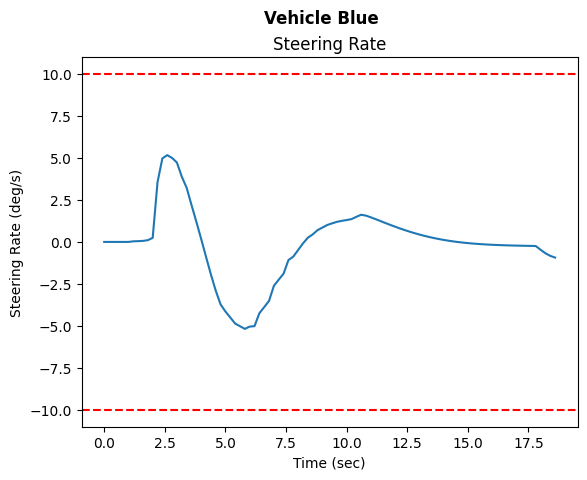 Vehicle Blue
Steering Rate
10.0
7.5
5.0
2.5
0.0
−2.5
−5.0
−7.5
−10.0
Steering Rate (deg/s)
0.0 2.5 5.0 7.5 10.0 12.5 15.0 17.5
Time (sec)